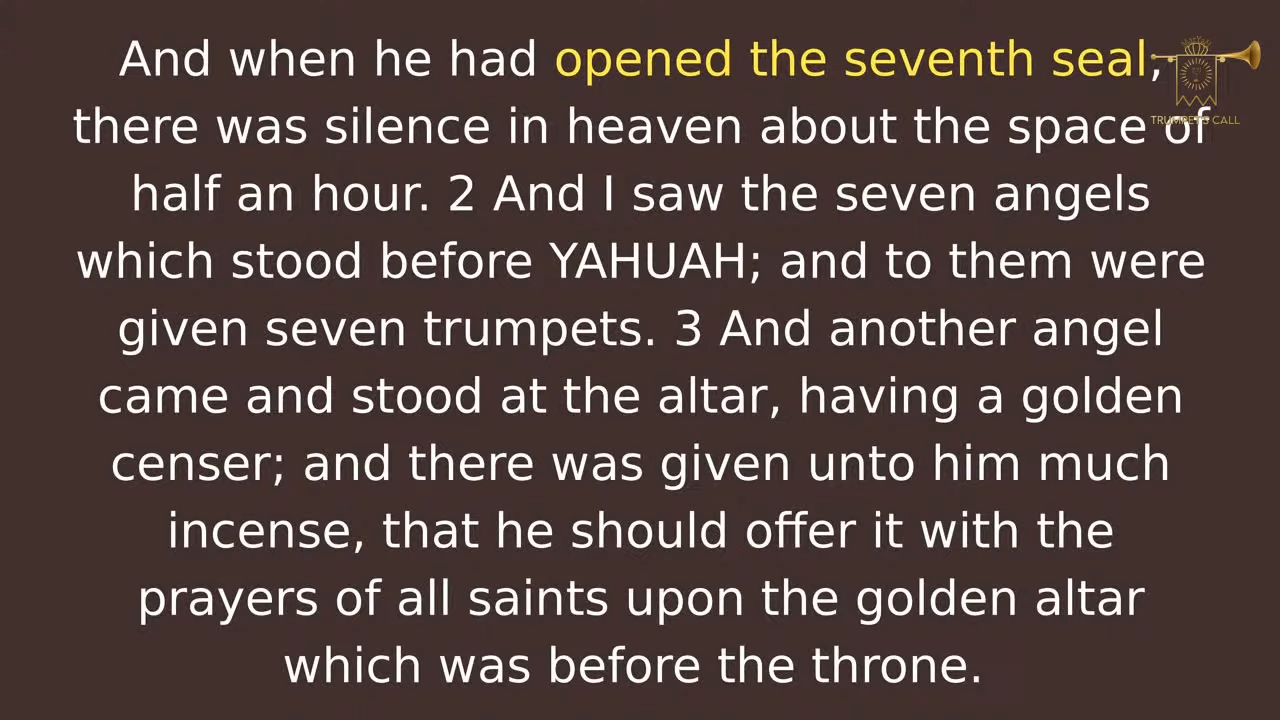 And when he had opened the seventh seal,
there was silence in heaven about the space of
half an hour. 2 And I saw the seven angels
which stood before YAHUAH; and to them were
given seven trumpets. 3 And another angel
came and stood at the altar, having a golden
censer; and there was given unto him much
incense, that he should offer it with the
prayers of all saints upon the golden altar
which was before the throne.
TRUMPETS CALL